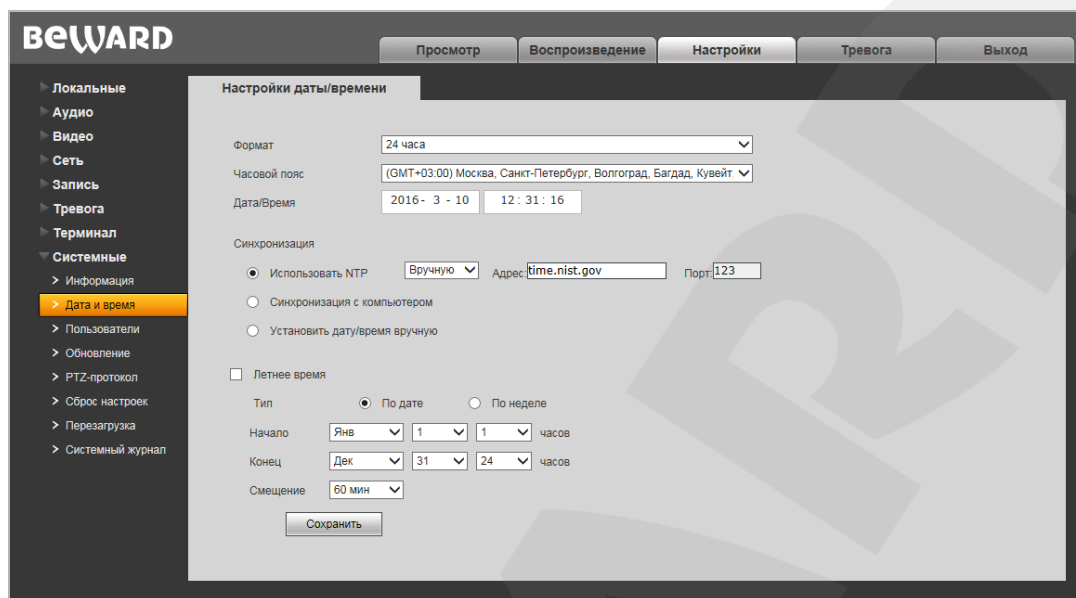 BEWARD
Просмотр Воспроизведение Настройки Тревога Выход
Локальные
Аудио
Видео
Сеть
Запись
Тревога
Терминал
Системные
> Информация
> Дата и время
> Пользователи
> Обновление
> PTZ-протокол
> Сброс настроек
> Перезагрузка
> Системный журнал
Настройки даты/времени
Формат 24 часа
Часовой пояс (GMT+03:00) Москва, Санкт-Петербург, Волгоград, Багдад, Кувейт
Дата/Время 2016- 3 - 10 12: 31: 16
Синхронизация
Использовать NTP Вручную Адрес: time.nist.gov Порт: 123
Синхронизация с компьютером
Установить дату/время вручную
Летнее время
Тип По дате По неделе
Начало Янв 1 1 часов
Конец Дек 31 24 часов
Смещение 60 мин
Сохранить